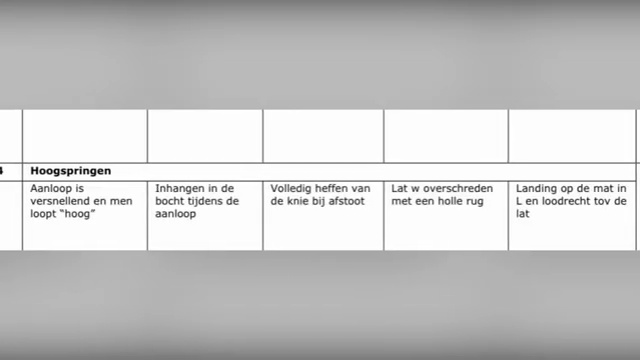 4 Hoogspringen
Aanloop is
versnellend en men
loopt “hoog”
Inhangen in de
bocht tijdens de
aanloop
Volledig heffen van
de knie bij afstoot
Lat w overschreden
met een holle rug
Landing op de mat in
L en loodrecht tov de
lat